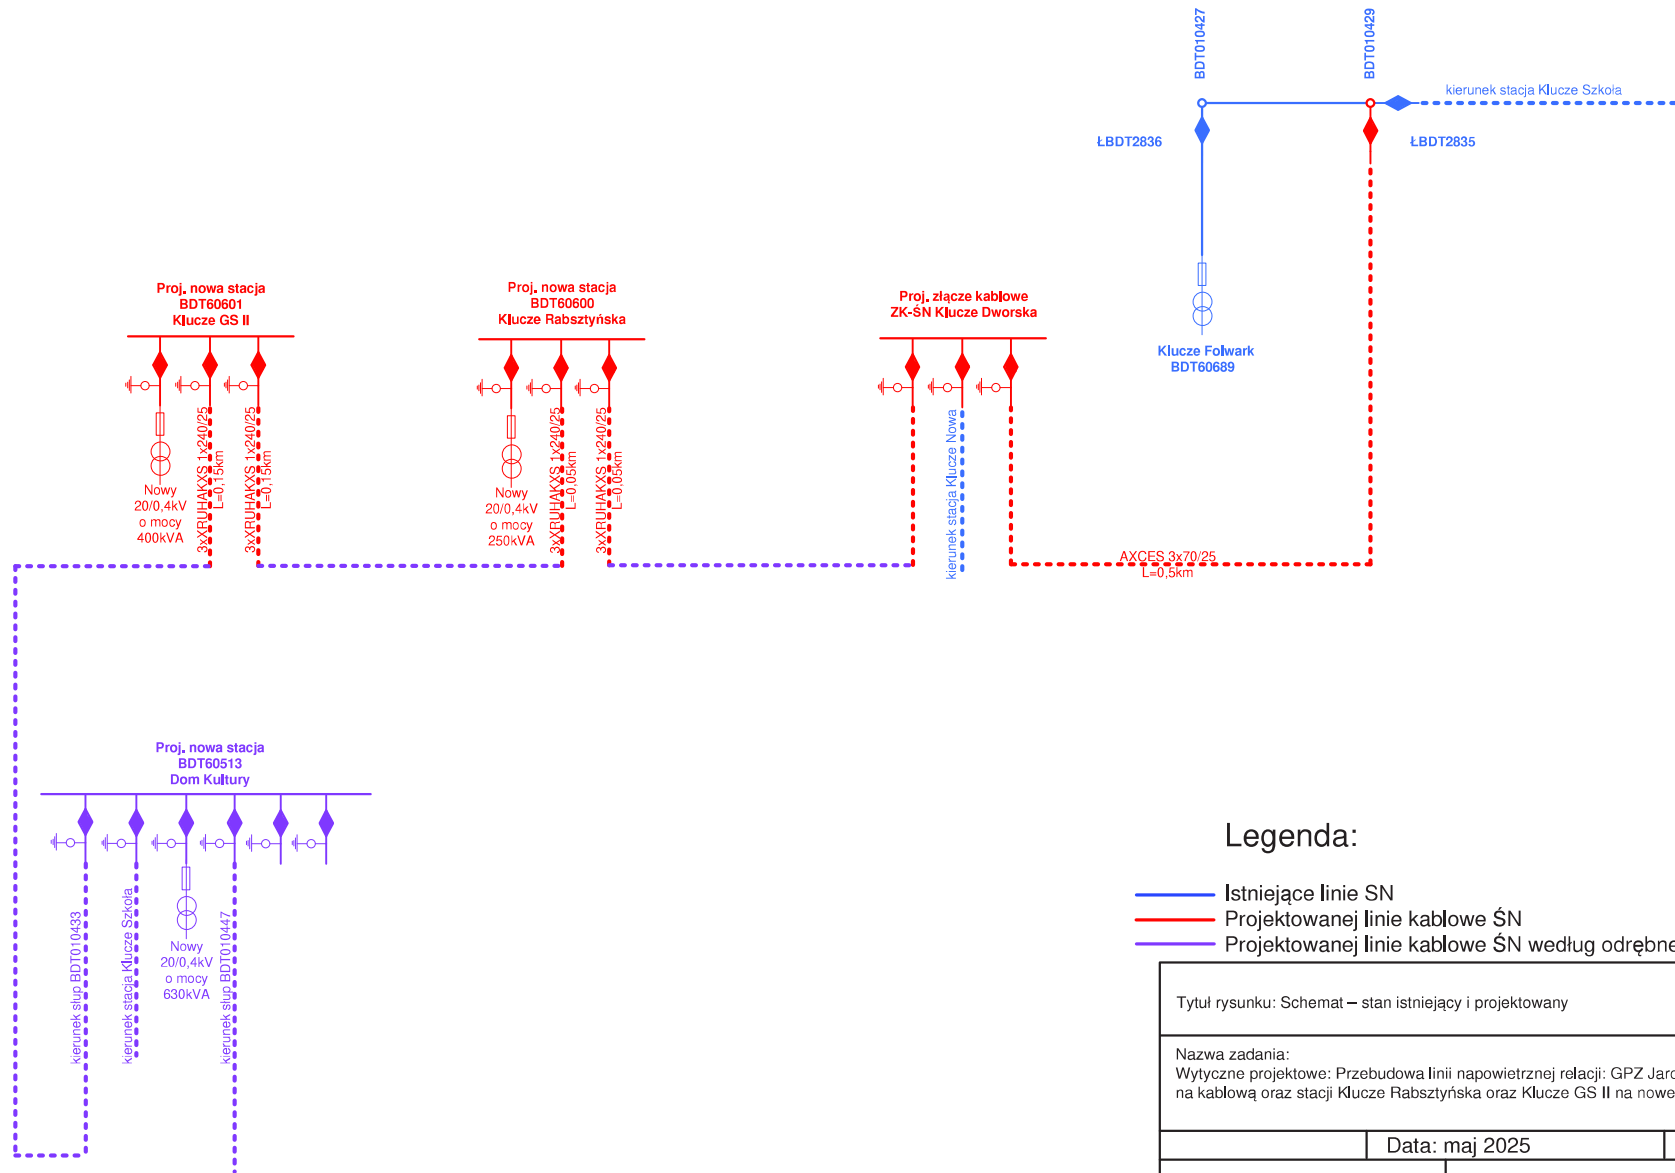 BDT010427
BDT010429
kierunek stacja Klucze Szkoła
ŁBDT2836
ŁBDT2835
Proj. nowa stacja
BDT60601
Klucze GS II
Proj. nowa stacja
BDT60600
Klucze Rabsztyńska
Proj. złącze kablowe
ZK-ŚN Klucze Dworska
Klucze Folwark
BDT60689
3xXRUHAKXS 1x240/25
L=0,15km
3xXRUHAKXS 1x240/25
L=0,15km
Nowy
20/0,4kV
o mocy
400kVA
3xXRUHAKXS 1x240/25
L=0,05km
3xXRUHAKXS 1x240/25
L=0,05km
Nowy
20/0,4kV
o mocy
250kVA
kierunek stacja Klucze Nowa
AXCES 3x70/25
L=0,5km
Proj. nowa stacja
BDT60513
Dom Kultury
kierunek słup BDT010433
kierunek stacja Klucze Szkoła
Nowy
20/0,4kV
o mocy
630kVA
kierunek słup BDT010447
Legenda:
Istniejące linie SN
Projektowanej linie kablowe ŚN
Projektowanej linie kablowe ŚN według odrębne
Tytuł rysunku: Schemat – stan istniejący i projektowany
Nazwa zadania:
Wytyczne projektowe: Przebudowa linii napowietrznej relacji: GPZ Jaro
na kablową oraz stacji Klucze Rabsztyńska oraz Klucze GS II na nowe
Data: maj 2025